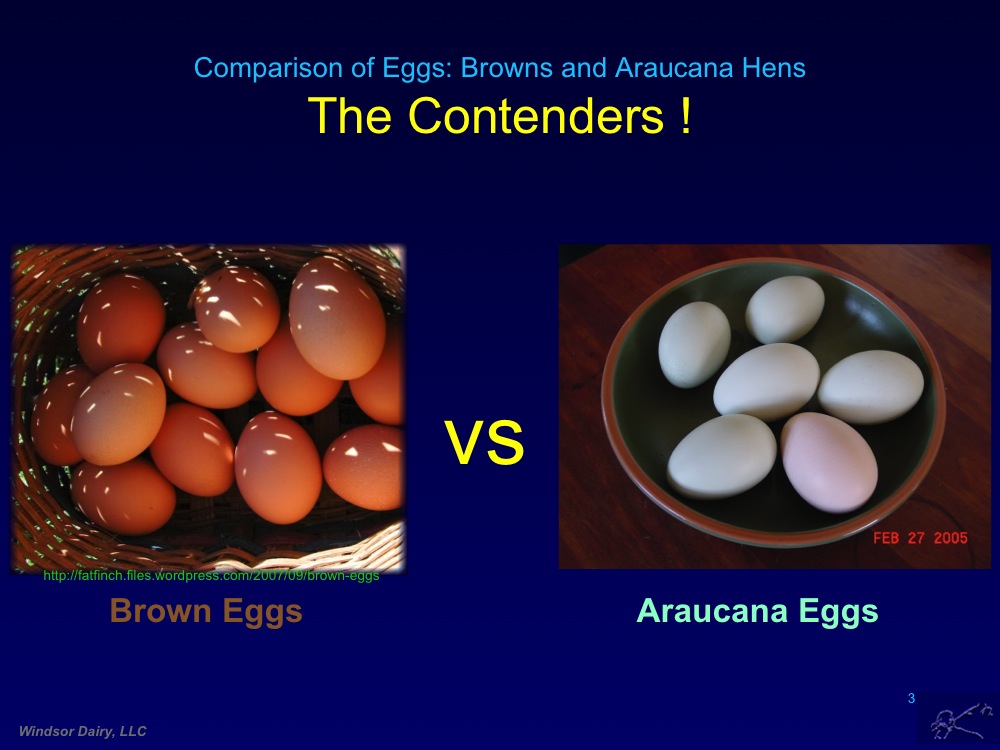 Comparison of Eggs: Browns and Araucana Hens
The Contenders !
vs
FEB 27 2005
http://fatfinch.files.wordpress.com/2007/09/brown-eggs
Brown Eggs
Araucana Eggs
3
Windsor Dairy, LLC